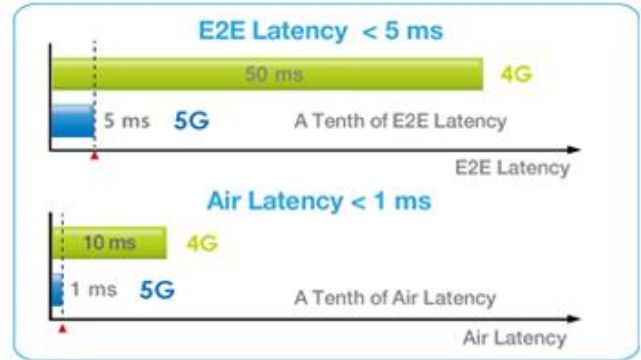 E2E Latency < 5 ms
50 ms 4G
5 ms 5G A Tenth of E2E Latency
E2E Latency
Air Latency < 1 ms
10 ms 4G
1 ms 5G A Tenth of Air Latency
Air Latency